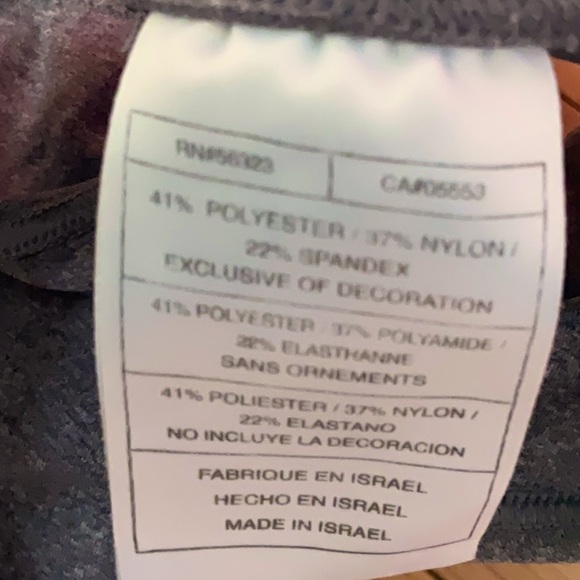 RN#56323
CA#05553
41% POLYESTER / 37% NYLON /
22% SPANDEX
EXCLUSIVE OF DECORATION
41% POLYESTER / 37% POLYAMIDE /
22% ELASTHANNE
SANS ORNEMENTS
41% POLIESTER / 37% NYLON /
22% ELASTANO
NO INCLUYE LA DECORACION
FABRIQUE EN ISRAEL
HECHO EN ISRAEL
MADE IN ISRAEL